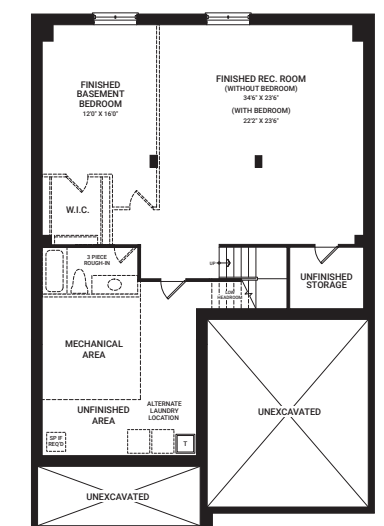 FINISHED
BASEMENT
BEDROOM
12'0" X 16'0"
FINISHED REC. ROOM
(WITHOUT BEDROOM)
34'6" X 23'6"
(WITH BEDROOM)
22'2" X 23'6"
W.I.C.
3 PIECE
ROUGH-IN
UP
LOW
HEADROOM
UNFINISHED
STORAGE
MECHANICAL
AREA
UNFINISHED
AREA
ALTERNATE
LAUNDRY
LOCATION
SP IF
REQ'D
T
UNEXCAVATED
UNEXCAVATED